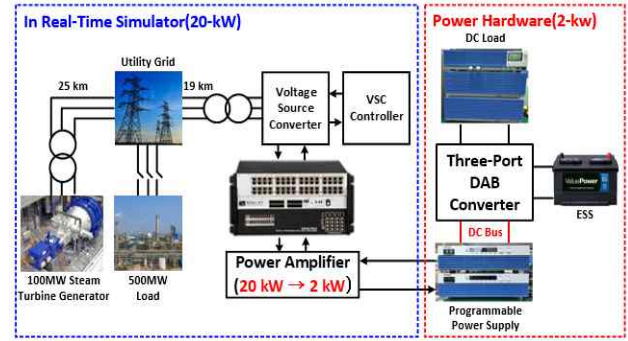 In Real-Time Simulator(20-kW)
Utility Grid
25 km
19 km
Voltage
Source
Converter
VSC
Controller
100MW Steam
Turbine Generator
500MW
Load
Power Amplifier
(20 kW → 2 kW)
Power Hardware(2-kw)
DC Load
Three-Port
DAB
Converter
ValuePower
ESS
DC Bus
Programmable
Power Supply